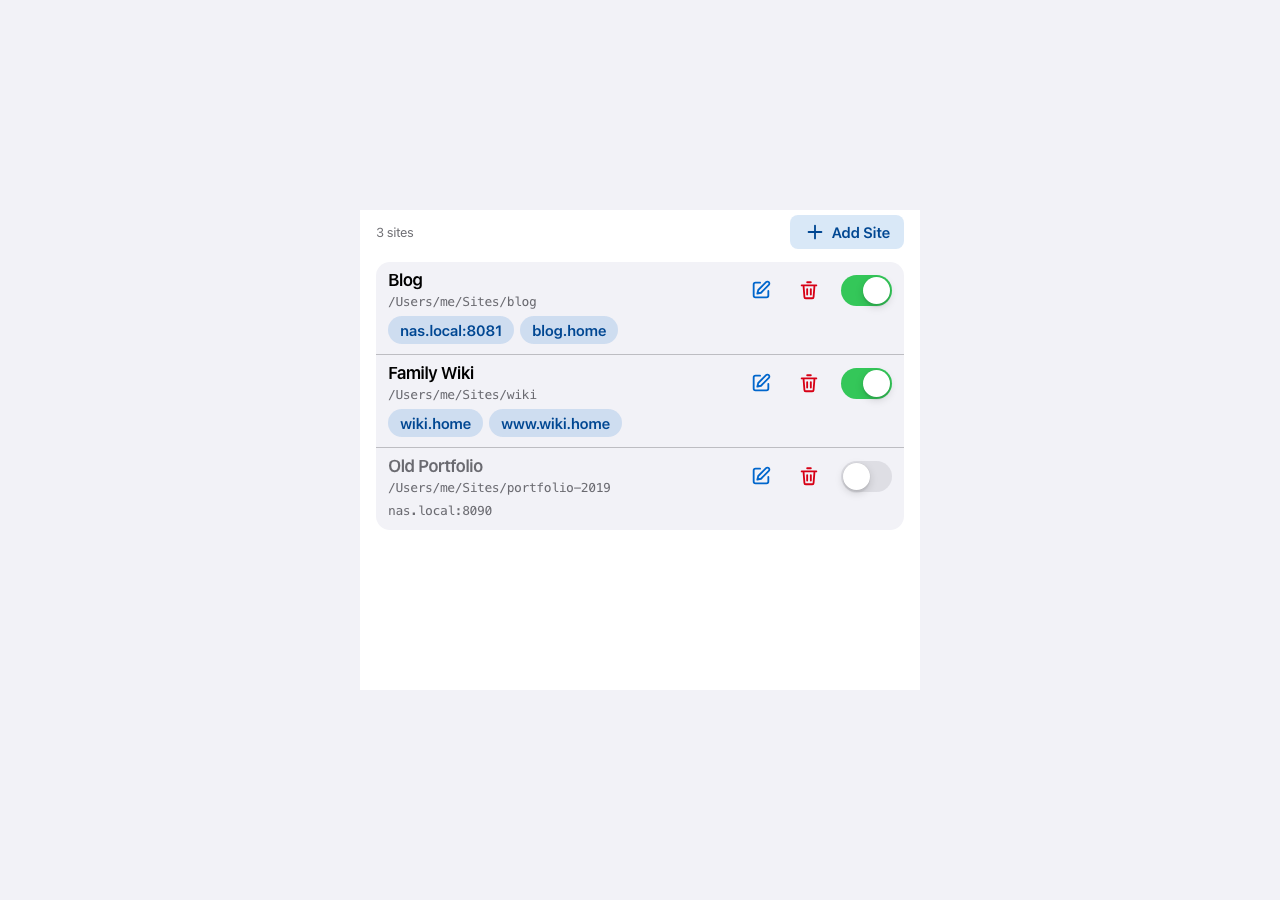 3 sites
Add Site
Blog
/Users/me/Sites/blog
nas.local:8081 blog.home
Family Wiki
/Users/me/Sites/wiki
wiki.home www.wiki.home
Old Portfolio
/Users/me/Sites/portfolio-2019
nas.local:8090